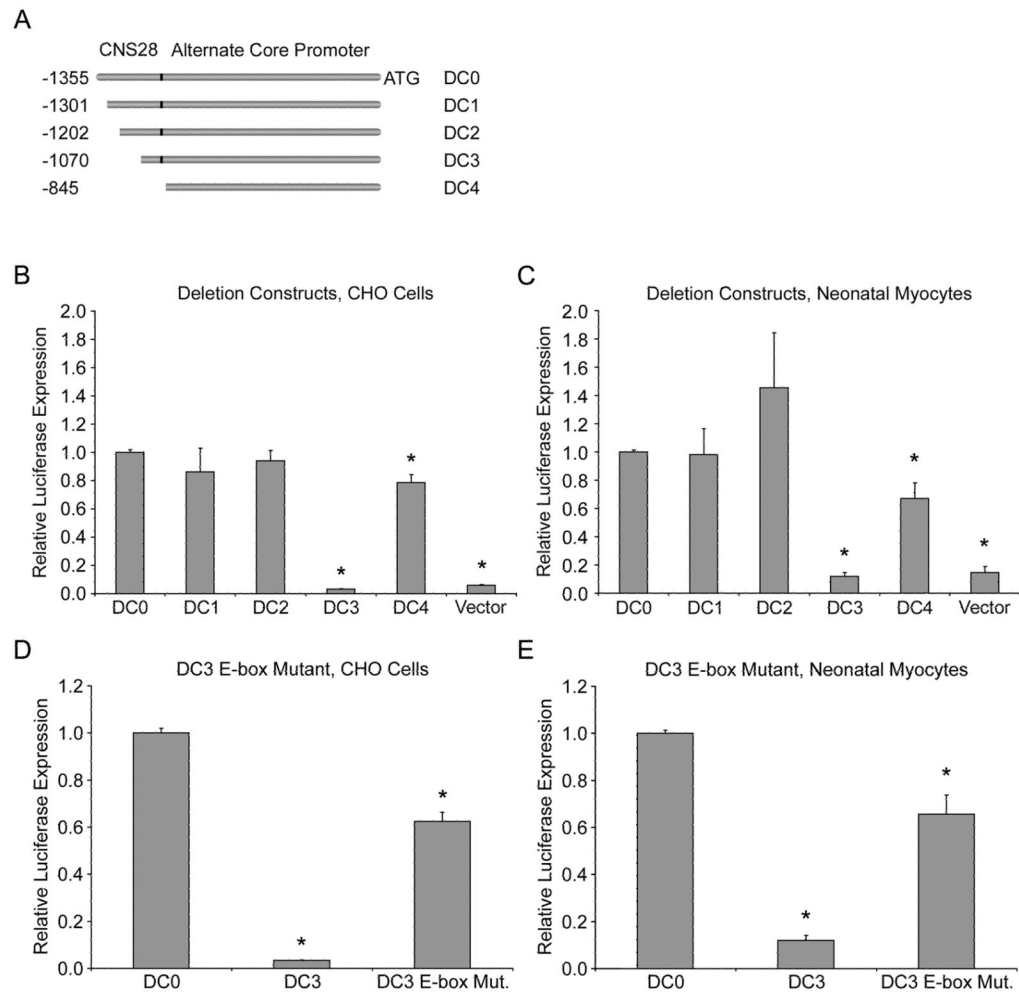 A
CNS28 Alternate Core Promoter
-1355 ATG DC0
-1301 DC1
-1202 DC2
-1070 DC3
-845 DC4
B
Deletion Constructs, CHO Cells
Relative Luciferase Expression
2.0
1.8
1.6
1.4
1.2
1.0
0.8
0.6
0.4
0.2
0.0
* * *
DC0 DC1 DC2 DC3 DC4 Vector
C
Deletion Constructs, Neonatal Myocytes
Relative Luciferase Expression
2.0
1.8
1.6
1.4
1.2
1.0
0.8
0.6
0.4
0.2
0.0
* * *
DC0 DC1 DC2 DC3 DC4 Vector
D
DC3 E-box Mutant, CHO Cells
Relative Luciferase Expression
1.2
1.0
0.8
0.6
0.4
0.2
0.0
* *
DC0 DC3 DC3 E-box Mut.
E
DC3 E-box Mutant, Neonatal Myocytes
Relative Luciferase Expression
1.2
1.0
0.8
0.6
0.4
0.2
0.0
* *
DC0 DC3 DC3 E-box Mut.